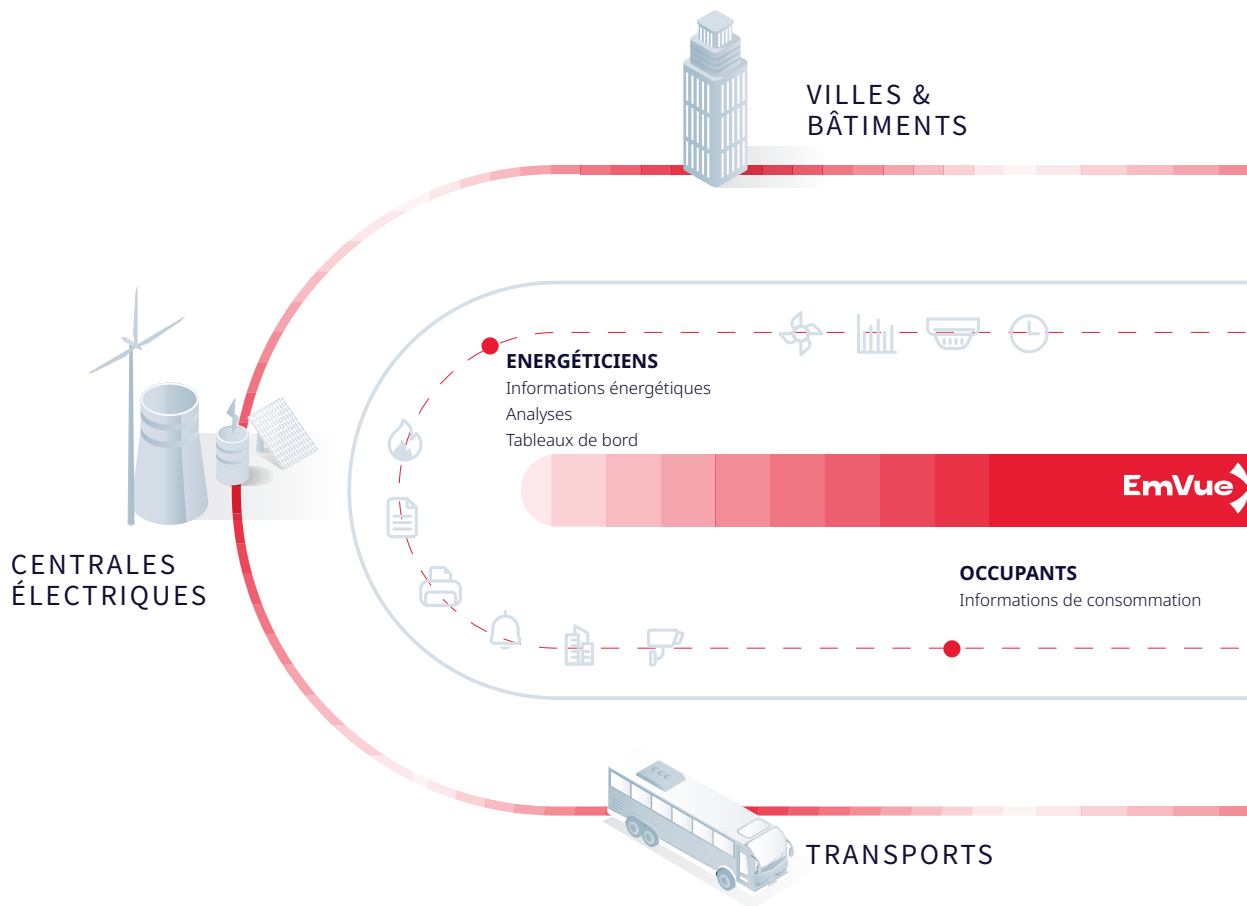 VILLES &
BÂTIMENTS
ENERGÉTICIENS
Informations énergétiques
Analyses
Tableaux de bord
EmVue
CENTRALES
ÉLECTRIQUES
OCCUPANTS
Informations de consommation
TRANSPORTS